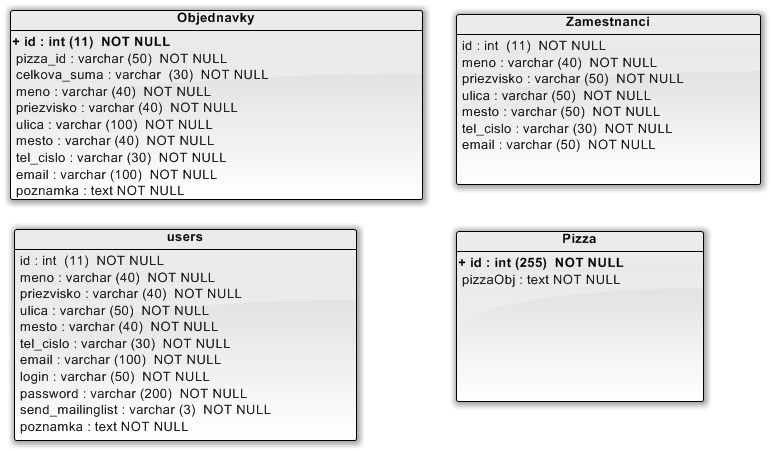 Objednavky
+ id : int (11) NOT NULL
pizza_id : varchar (50) NOT NULL
celkova_suma : varchar (30) NOT NULL
meno : varchar (40) NOT NULL
priezvisko : varchar (40) NOT NULL
ulica : varchar (100) NOT NULL
mesto : varchar (40) NOT NULL
tel_cislo : varchar (30) NOT NULL
email : varchar (100) NOT NULL
poznamka : text NOT NULL
Zamestnanci
id : int (11) NOT NULL
meno : varchar (40) NOT NULL
priezvisko : varchar (50) NOT NULL
ulica : varchar (50) NOT NULL
mesto : varchar (50) NOT NULL
tel_cislo : varchar (30) NOT NULL
email : varchar (50) NOT NULL
users
id : int (11) NOT NULL
meno : varchar (40) NOT NULL
priezvisko : varchar (40) NOT NULL
ulica : varchar (50) NOT NULL
mesto : varchar (40) NOT NULL
tel_cislo : varchar (30) NOT NULL
email : varchar (100) NOT NULL
login : varchar (50) NOT NULL
password : varchar (200) NOT NULL
send_mailinglist : varchar (3) NOT NULL
poznamka : text NOT NULL
Pizza
+ id : int (255) NOT NULL
pizzaObj : text NOT NULL